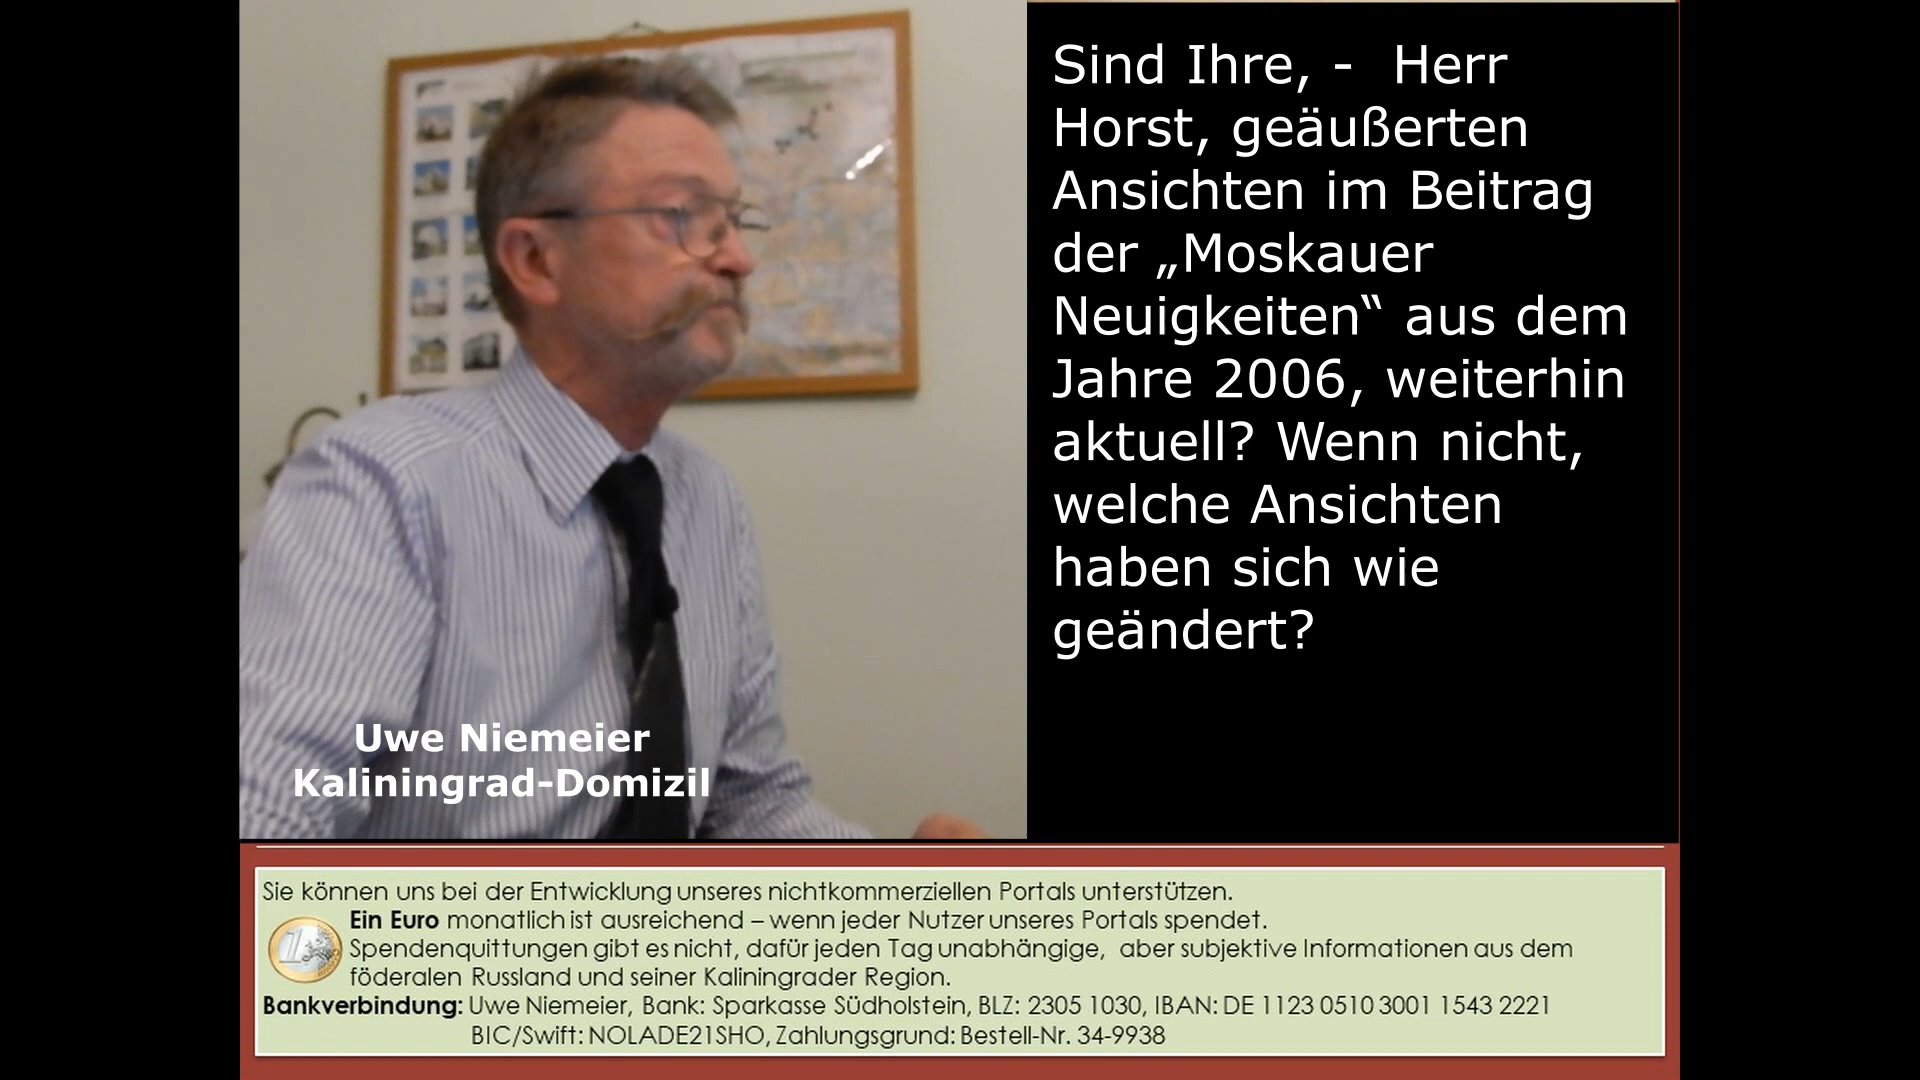 Sind Ihre, -  Herr
Horst, geäußerten
Ansichten im Beitrag
der „Moskauer
Neuigkeiten“ aus dem
Jahre 2006, weiterhin
aktuell? Wenn nicht,
welche Ansichten
haben sich wie
geändert?
Uwe Niemeier
Kaliningrad-Domizil
Sie können uns bei der Entwicklung unseres nichtkommerziellen Portals unterstützen.
Ein Euro monatlich ist ausreichend – wenn jeder Nutzer unseres Portals spendet.
Spendenquittungen gibt es nicht, dafür jeden Tag unabhängige,  aber subjektive Informationen aus dem
föderalen Russland und seiner Kaliningrader Region.
Bankverbindung: Uwe Niemeier, Bank: Sparkasse Südholstein, BLZ: 2305 1030, IBAN: DE 1123 0510 3001 1543 2221
BIC/Swift: NOLADE21SHO, Zahlungsgrund: Bestell-Nr. 34-9938